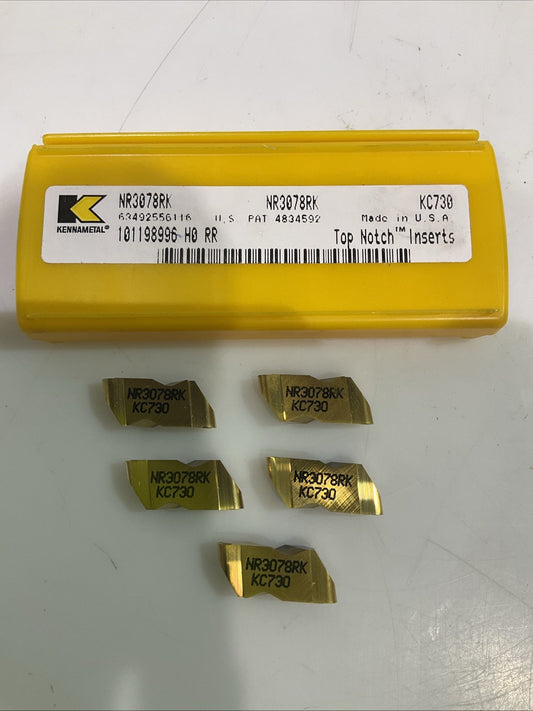 NR3078RK NR3078RK KC730
63492556116 U.S. PAT 4834592 Made in U.S.A
101198996 H0 RR Top Notch™ Inserts
KENNAMETAL®
NR3078RK
KC730
NR3078RK
KC730
NR3078RK
KC730
NR3078RK
KC730
NR3078RK
KC730